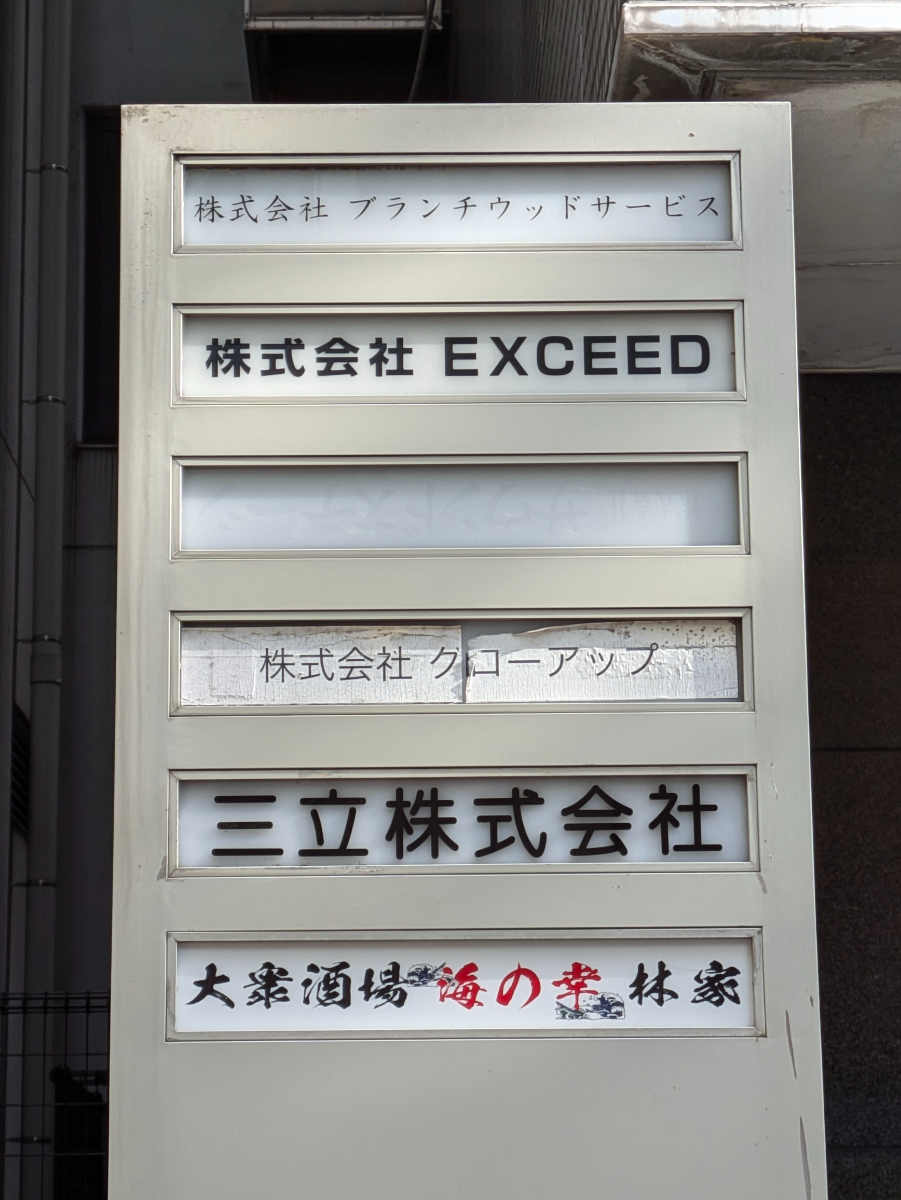 株式会社 ブランチウッドサービス
株式会社 EXCEED
株式会社 グローアップ
三立株式会社
大衆酒場 海の幸 林家